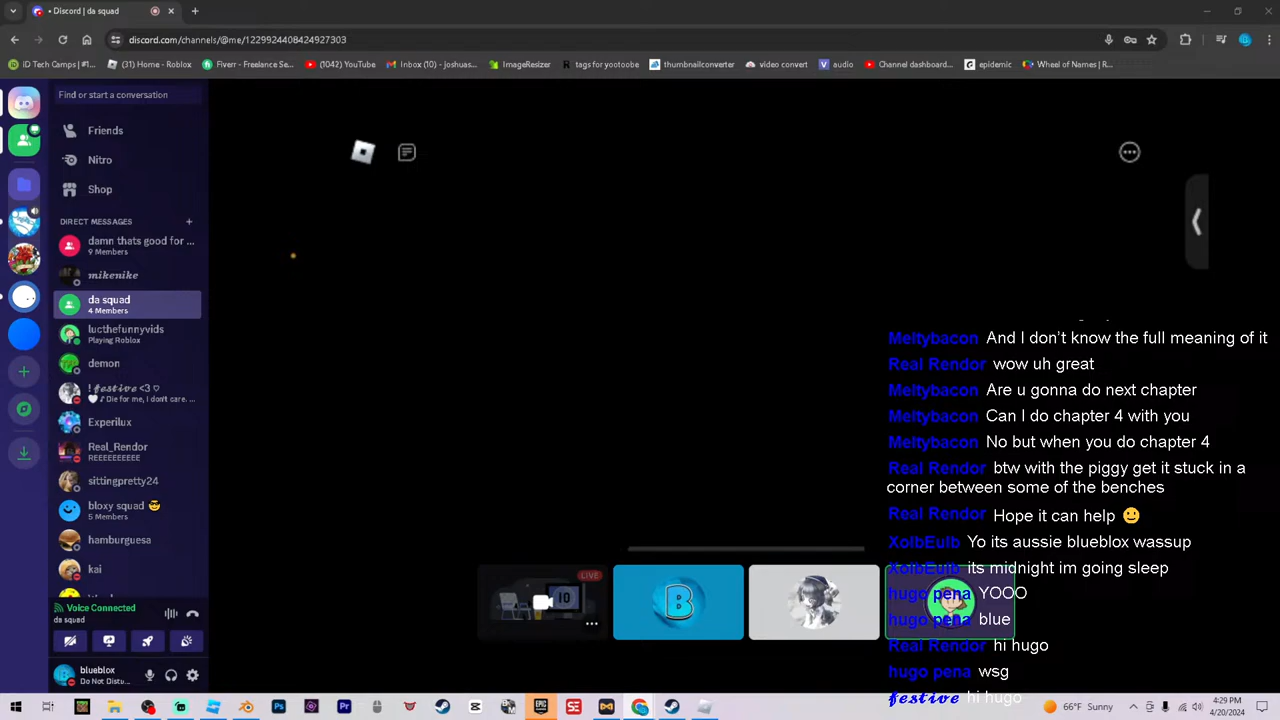 • Discord | da squad
discord.com/channels/@me/1229924408424927303
iD Tech Camps | #1...
(31) Home - Roblox
Fiverr - Freelance Se...
(1042) YouTube
Inbox (10) - joshuas...
ImageResizer
tags for yootoobe
thumbnailconverter
video convert
audio
Channel dashboard...
epidemic
Wheel of Names | R...
Find or start a conversation
Friends
Nitro
Shop
DIRECT MESSAGES
damn thats good for ...
9 Members
mikenike
da squad
4 Members
lucthefunnyvids
Playing Roblox
demon
! festive <3 ♡
🤍 ♪ Die for me, I don't care. ...
Experilux
Real_Rendor
REEEEEEEEEE
sittingpretty24
bloxy squad 😎
5 Members
hamburguesa
kai
Voice Connected
da squad
blueblox
Do Not Distu...
LIVE
10
B
Meltybacon And I don't know the full meaning of it
Real Rendor wow uh great
Meltybacon Are u gonna do next chapter
Meltybacon Can I do chapter 4 with you
Meltybacon No but when you do chapter 4
Real Rendor btw with the piggy get it stuck in a
corner between some of the benches
Real Rendor Hope it can help 🙂
XolbEulb Yo its aussie blueblox wassup
XolbEulb its midnight im going sleep
hugo pena YOOO
hugo pena blue
Real Rendor hi hugo
hugo pena wsg
festive hi hugo
66°F Sunny
4:29 PM
4/20/2024